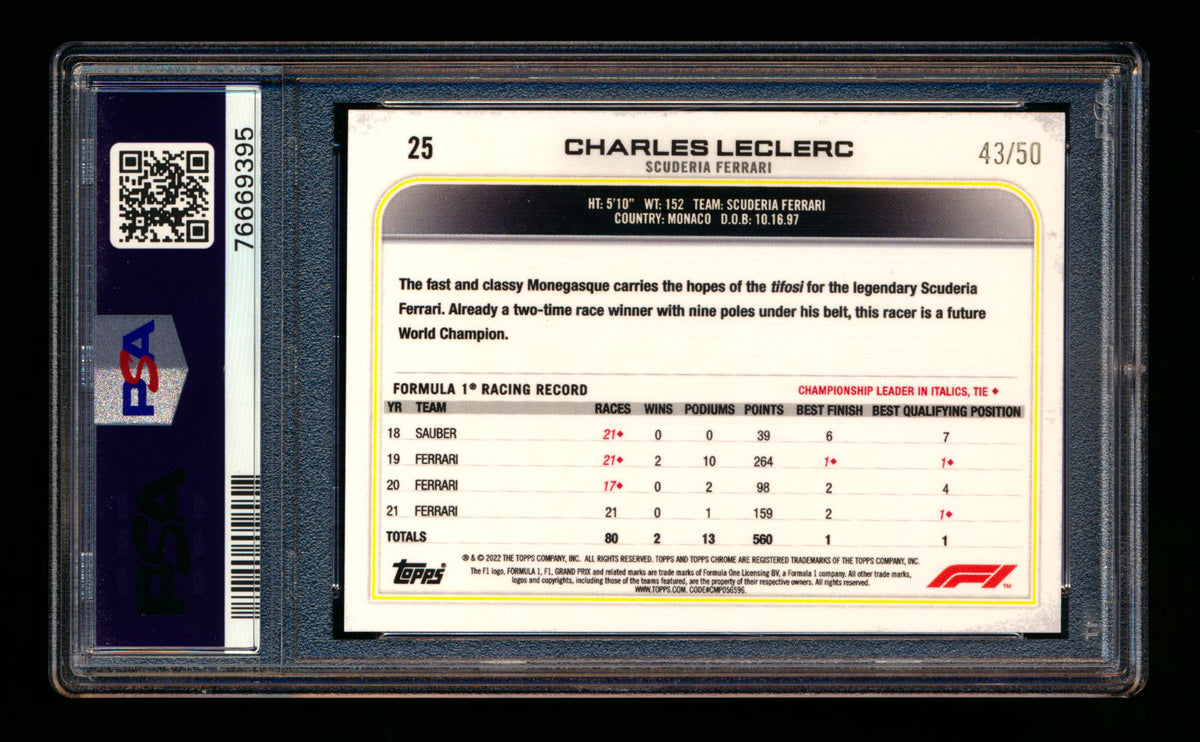 76669395
PSA
PSA
25
CHARLES LECLERC
43/50
SCUDERIA FERRARI
HT: 5'10" WT: 152 TEAM: SCUDERIA FERRARI
COUNTRY: MONACO D.O.B: 10.16.97
The fast and classy Monegasque carries the hopes of the tifosi for the legendary Scuderia
Ferrari. Already a two-time race winner with nine poles under his belt, this racer is a future
World Champion.
FORMULA 1® RACING RECORD CHAMPIONSHIP LEADER IN ITALICS, TIE ♦
YR TEAM RACES WINS PODIUMS POINTS BEST FINISH BEST QUALIFYING POSITION
18 SAUBER 21♦ 0 0 39 6 7
19 FERRARI 21♦ 2 10 264 1♦ 1♦
20 FERRARI 17♦ 0 2 98 2 4
21 FERRARI 21 0 1 159 2 1♦
TOTALS 80 2 13 560 1 1
® & © 2022 THE TOPPS COMPANY, INC. ALL RIGHTS RESERVED. TOPPS AND TOPPS CHROME ARE REGISTERED TRADEMARKS OF THE TOPPS COMPANY, INC.
The F1 logo, FORMULA 1, F1, GRAND PRIX and related marks are trade marks of Formula One Licensing BV, a Formula 1 company. All other trade marks,
logos and copyrights, including those of the teams featured, are the property of their respective owners. All rights reserved.
WWW.TOPPS.COM. CODE#CMP056596.
Topps
F1™